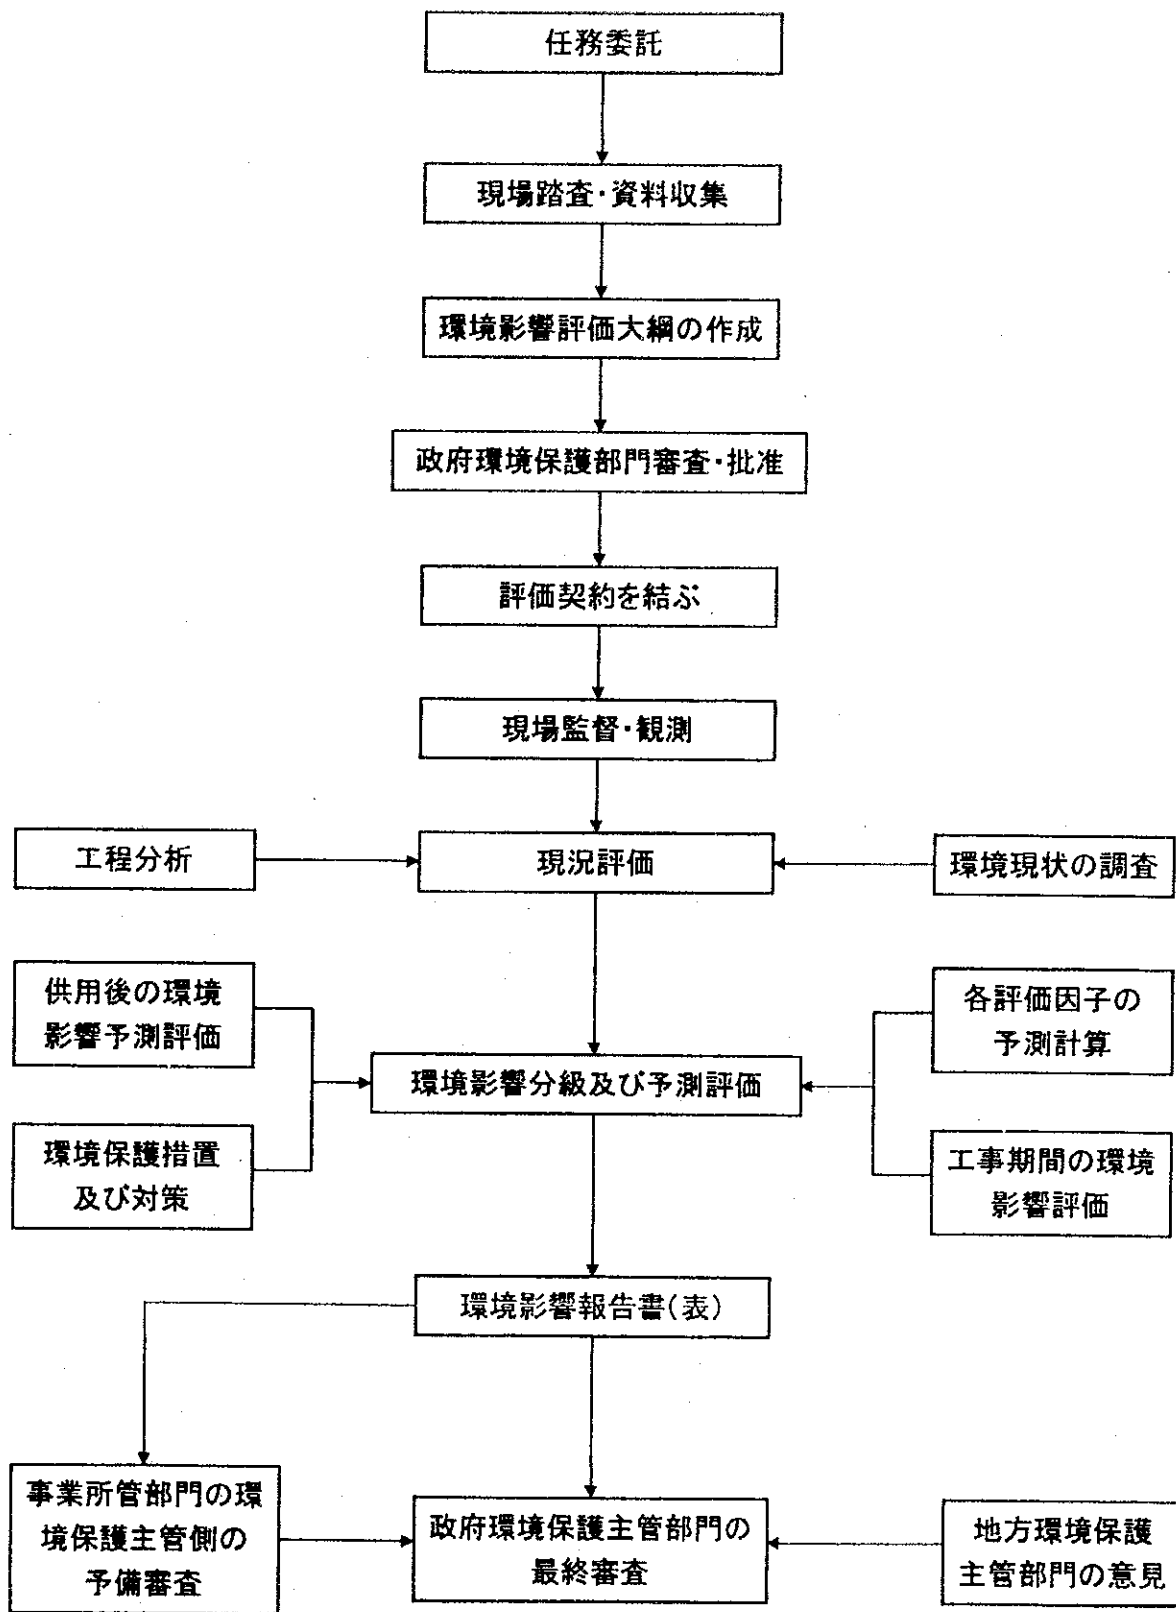 任務委託
現場踏査・資料収集
環境影響評価大綱の作成
政府環境保護部門審査・批准
評価契約を結ぶ
現場監督・観測
工程分析
現況評価
環境現状の調査
供用後の環境
影響予測評価
各評価因子の
予測計算
環境影響分級及び予測評価
環境保護措置
及び対策
工事期間の環境
影響評価
環境影響報告書(表)
事業所管部門の環
境保護主管側の
予備審査
政府環境保護主管部門の
最終審査
地方環境保護
主管部門の意見